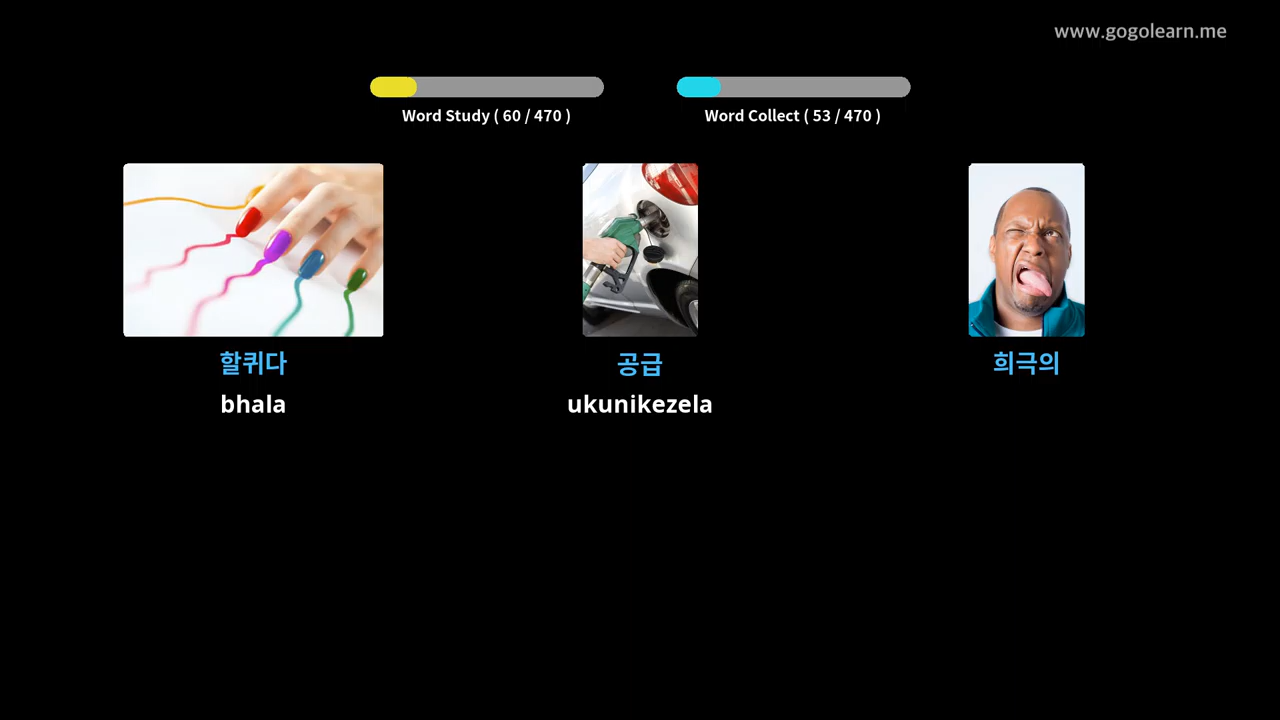 www.gogolearn.me
Word Study ( 60 / 470 )
Word Collect ( 53 / 470 )
할퀴다
공급
희극의
bhala
ukunikezela